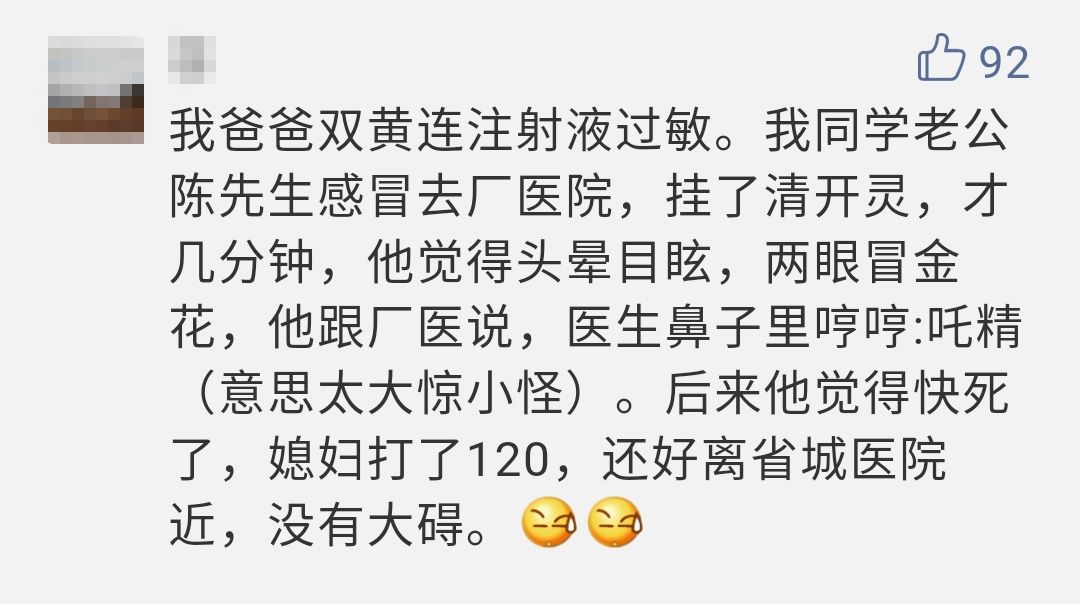 92
我爸爸双黄连注射液过敏。我同学老公
陈先生感冒去厂医院，挂了清开灵，才
几分钟，他觉得头晕目眩，两眼冒金
花，他跟厂医说，医生鼻子里哼哼:吒精
（意思太大惊小怪）。后来他觉得快死
了，媳妇打了120，还好离省城医院
近，没有大碍。